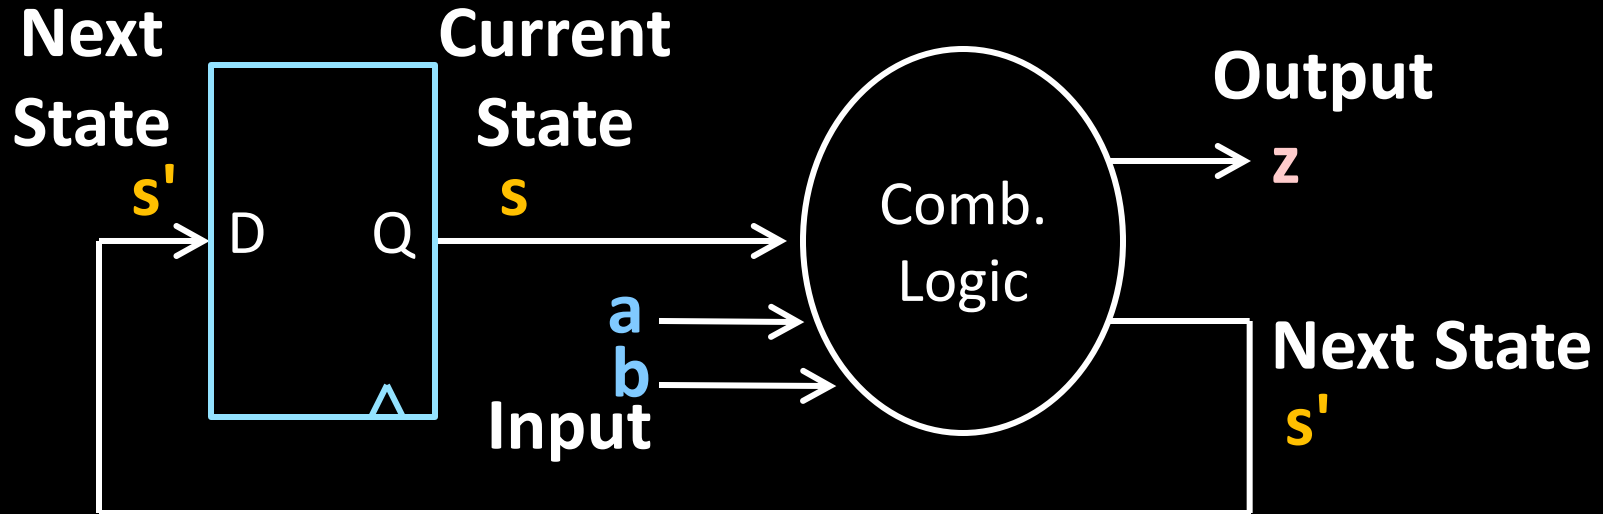 Next
State
s'
D
Q
Current
State
s
a
b
Input
Comb.
Logic
Output
z
Next State
s'